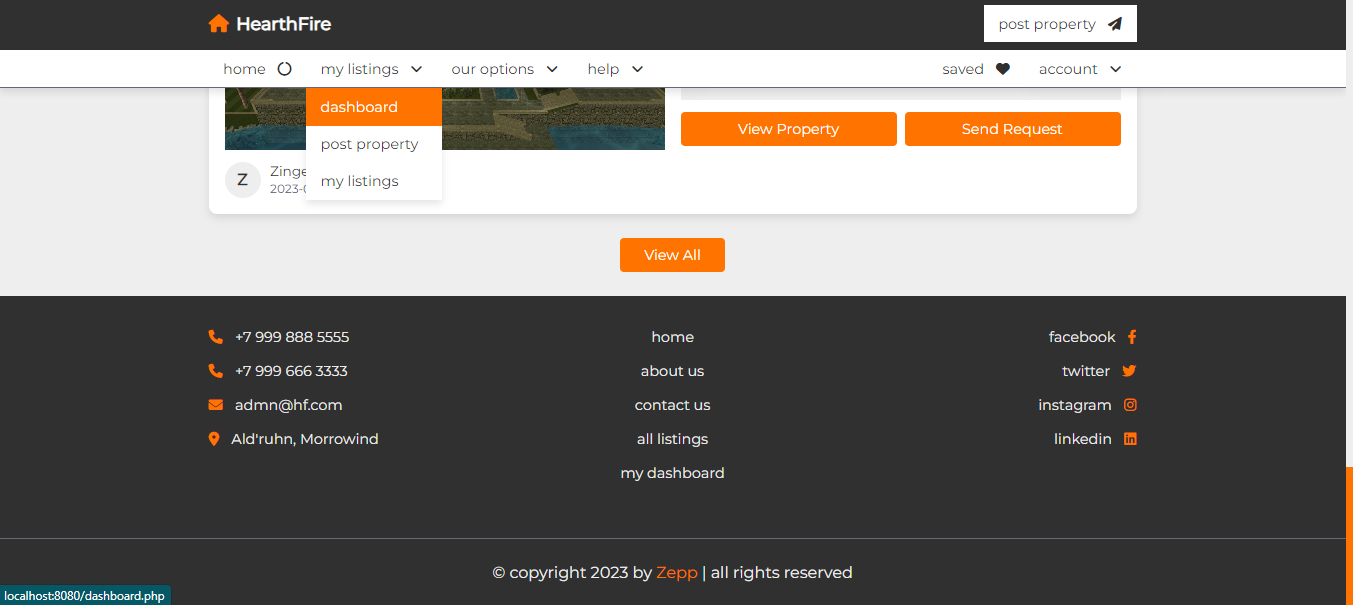 HearthFire
post property
home
my listings
our options
help
saved
account
dashboard
post property
my listings
View Property
Send Request
Z
Zinge
2023-0
View All
+7 999 888 5555
+7 999 666 3333
admn@hf.com
Ald'ruhn, Morrowind
home
about us
contact us
all listings
my dashboard
facebook
twitter
instagram
linkedin
© copyright 2023 by Zepp | all rights reserved
localhost:8080/dashboard.php